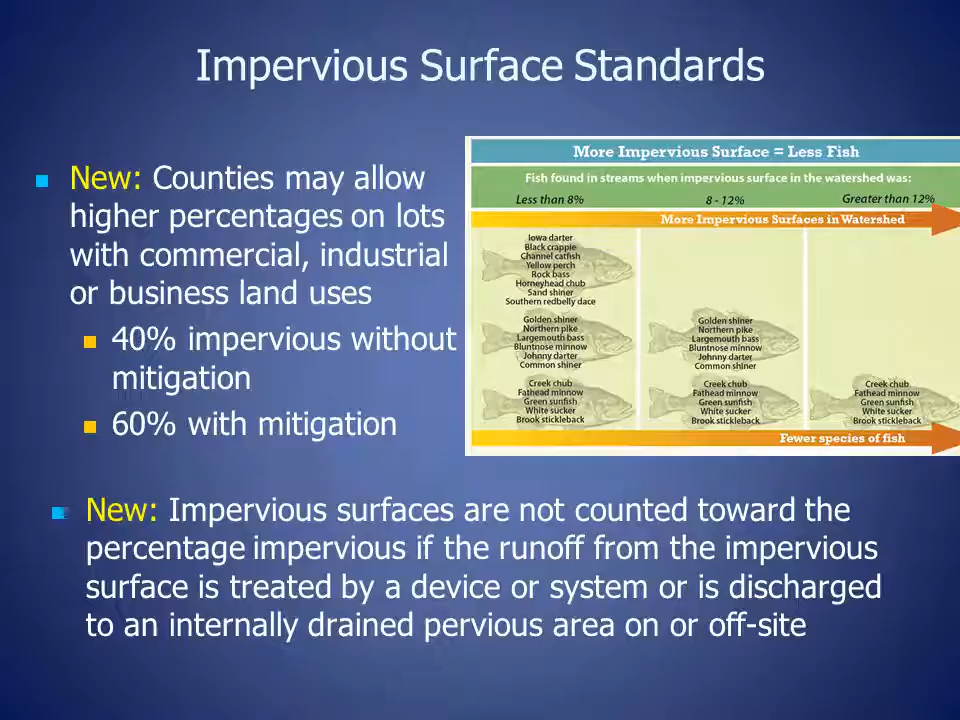 Impervious Surface Standards
New: Counties may allow
higher percentages on lots
with commercial, industrial
or business land uses
40% impervious without
mitigation
60% with mitigation
More Impervious Surface = Less Fish
Fish found in streams when impervious surface in the watershed was:
Less than 8%
8 - 12%
Greater than 12%
More Impervious Surfaces in Watershed
Iowa darter
Black crappie
Channel catfish
Yellow perch
Rock bass
Horneyhead chub
Sand shiner
Southern redbelly dace
Golden shiner
Northern pike
Largemouth bass
Bluntnose minnow
Johnny darter
Common shiner
Golden shiner
Northern pike
Largemouth bass
Bluntnose minnow
Johnny darter
Common shiner
Creek chub
Fathead minnow
Green sunfish
White sucker
Brook stickleback
Creek chub
Fathead minnow
Green sunfish
White sucker
Brook stickleback
Creek chub
Fathead minnow
Green sunfish
White sucker
Brook stickleback
Fewer species of fish
New: Impervious surfaces are not counted toward the
percentage impervious if the runoff from the impervious
surface is treated by a device or system or is discharged
to an internally drained pervious area on or off-site